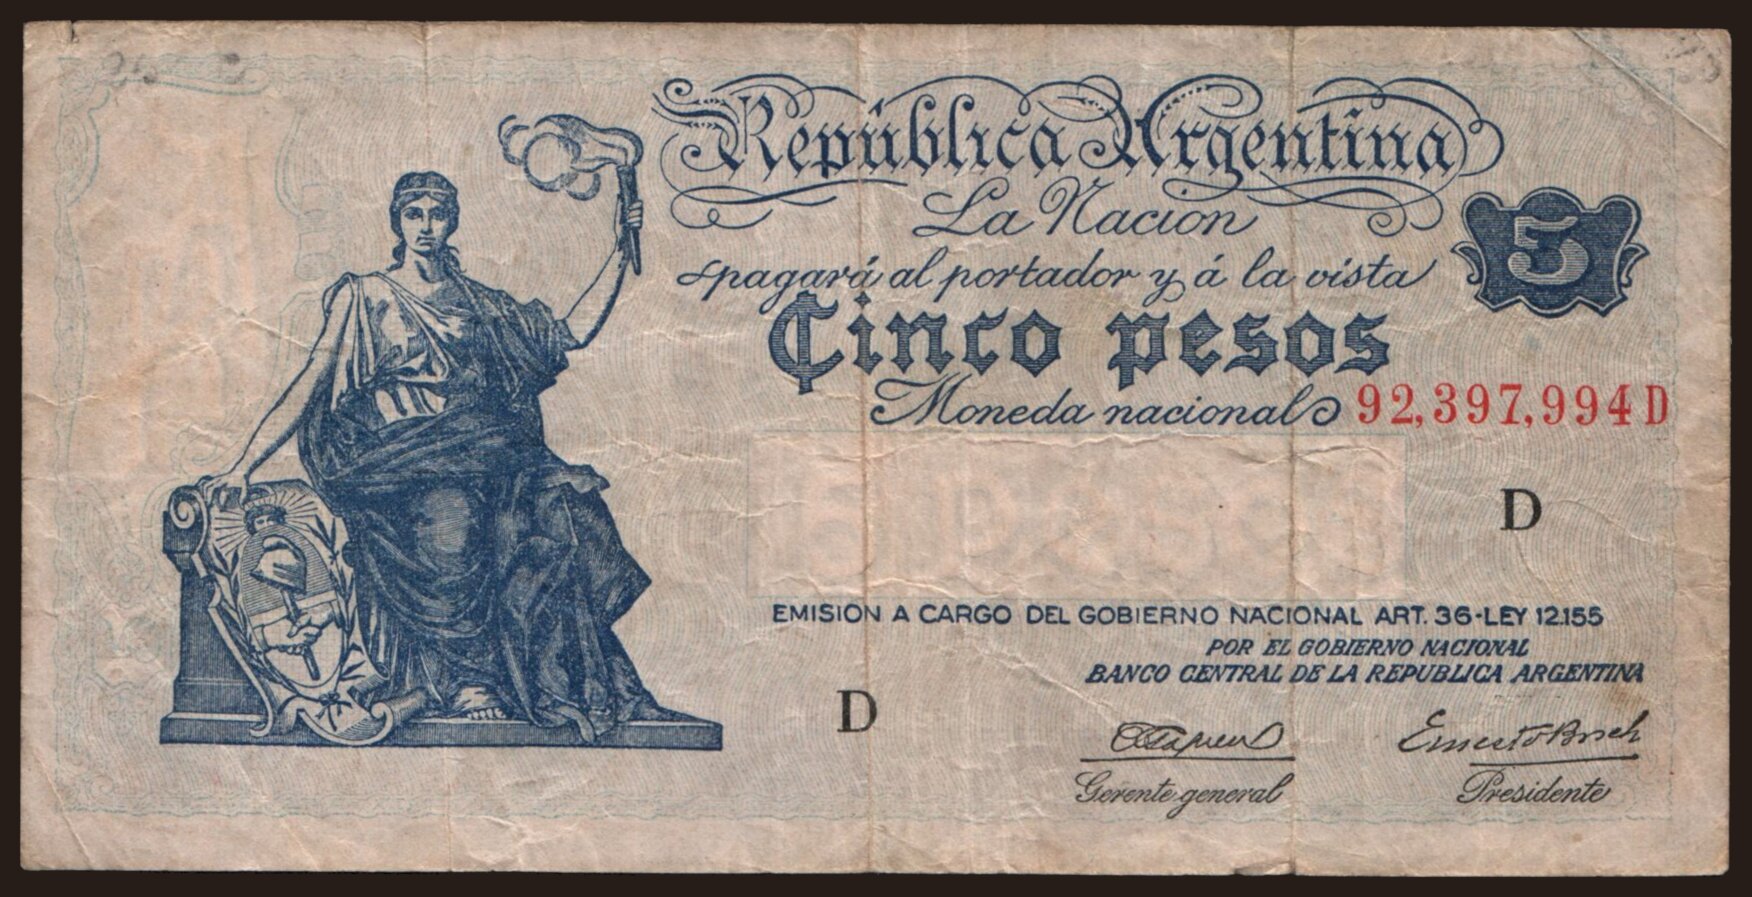 República Argentina
La Nacion
pagará al portador y á la vista
5
Cinco pesos
Moneda nacional 92,397,994 D
D
EMISION A CARGO DEL GOBIERNO NACIONAL ART. 36-LEY 12.155
POR EL GOBIERNO NACIONAL
BANCO CENTRAL DE LA REPUBLICA ARGENTINA
D
Ernesto Bosch
Gerente general Presidente